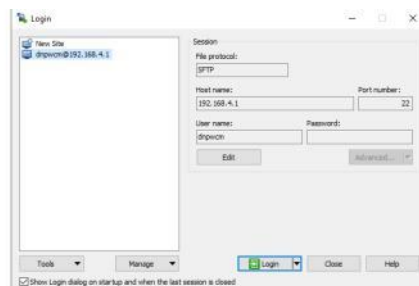 Login
New Site
dnpwcm@192.168.4.1
Session
File protocol:
SFTP
Host name:
Port number:
192.168.4.1
22
User name:
Password:
dnpwcm
Edit
Advanced...
Tools
Manage
Login
Close
Help
Show Login dialog on startup and when the last session is closed